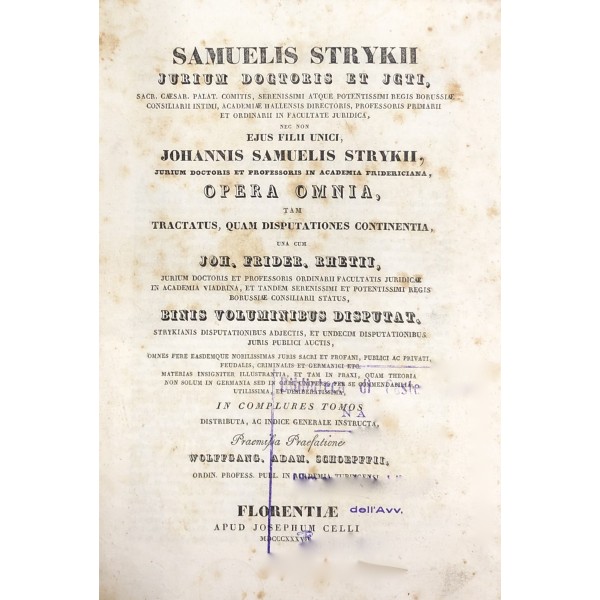 SAMUELIS STRYKII
JURIUM DOCTORIS ET JCTI,
SACR. CÆSAR. PALAT. COMITIS, SERENISSIMI ATQUE POTENTISSIMI REGIS BORUSSIÆ
CONSILIARII INTIMI, ACADEMIÆ HALLENSIS DIRECTORIS, PROFESSORIS PRIMARII
ET ORDINARII IN FACULTATE JURIDICA,
NEC NON
EJUS FILII UNICI,
JOHANNIS SAMUELIS STRYKII,
JURIUM DOCTORIS ET PROFESSORIS IN ACADEMIA FRIDERICIANA,
OPERA OMNIA,
TAM
TRACTATUS, QUAM DISPUTATIONES CONTINENTIA,
UNA CUM
JOH. FRIDER. RHETII,
JURIUM DOCTORIS ET PROFESSORIS ORDINARII FACULTATIS JURIDICÆ
IN ACADEMIA VIADRINA, ET TANDEM SERENISSIMI ET POTENTISSIMI REGIS
BORUSSIÆ CONSILIARII STATUS,
BINIS VOLUMINIBUS DISPUTAT.
STRYKIANIS DISPUTATIONIBUS ADJECTIS, ET UNDECIM DISPUTATIONIBUS
JURIS PUBLICI AUCTIS,
OMNES FERE EASDEMQUE NOBILISSIMAS JURIS SACRI ET PROFANI, PUBLICI AC PRIVATI,
FEUDALIS, CRIMINALIS ET GERMANICI ETC.
MATERIAS INSIGNITER ILLUSTRANTIA, ET TAM IN PRAXI, QUAM THEORIA
NON SOLUM IN GERMANIA SED IN PER SE COMMENDABILIA
UTILISSIMA, DESIDERATISSIMA,
IN COMPLURES TOMOS
NA
DISTRIBUTA, AC INDICE GENERALE INSTRUCTA,
Praemissa Praefatione
WOLFFGANG. ADAM. SCHOEPFFII,
ORDIN. PROFESS. PUBL. IN
FLORENTIÆ
dell'Avv.
APUD JOSEPHUM CELLI